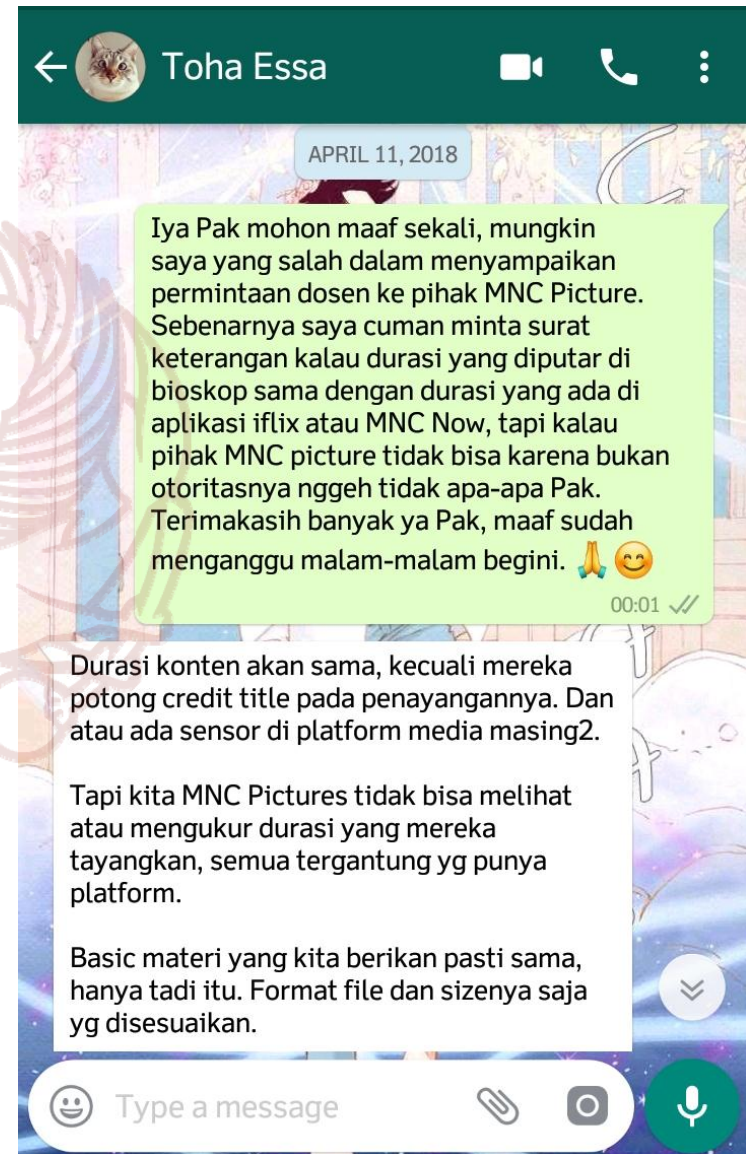 Toha Essa
APRIL 11, 2018
Iya Pak mohon maaf sekali, mungkin
saya yang salah dalam menyampaikan
permintaan dosen ke pihak MNC Picture.
Sebenarnya saya cuman minta surat
keterangan kalau durasi yang diputar di
bioskop sama dengan durasi yang ada di
aplikasi iflix atau MNC Now, tapi kalau
pihak MNC picture tidak bisa karena bukan
otoritasnya nggeh tidak apa-apa Pak.
Terimakasih banyak ya Pak, maaf sudah
menganggu malam-malam begini. 🙏 😊
00:01
Durasi konten akan sama, kecuali mereka
potong credit title pada penayangannya. Dan
atau ada sensor di platform media masing2.
Tapi kita MNC Pictures tidak bisa melihat
atau mengukur durasi yang mereka
tayangkan, semua tergantung yg punya
platform.
Basic materi yang kita berikan pasti sama,
hanya tadi itu. Format file dan sizenya saja
yg disesuaikan.
Type a message